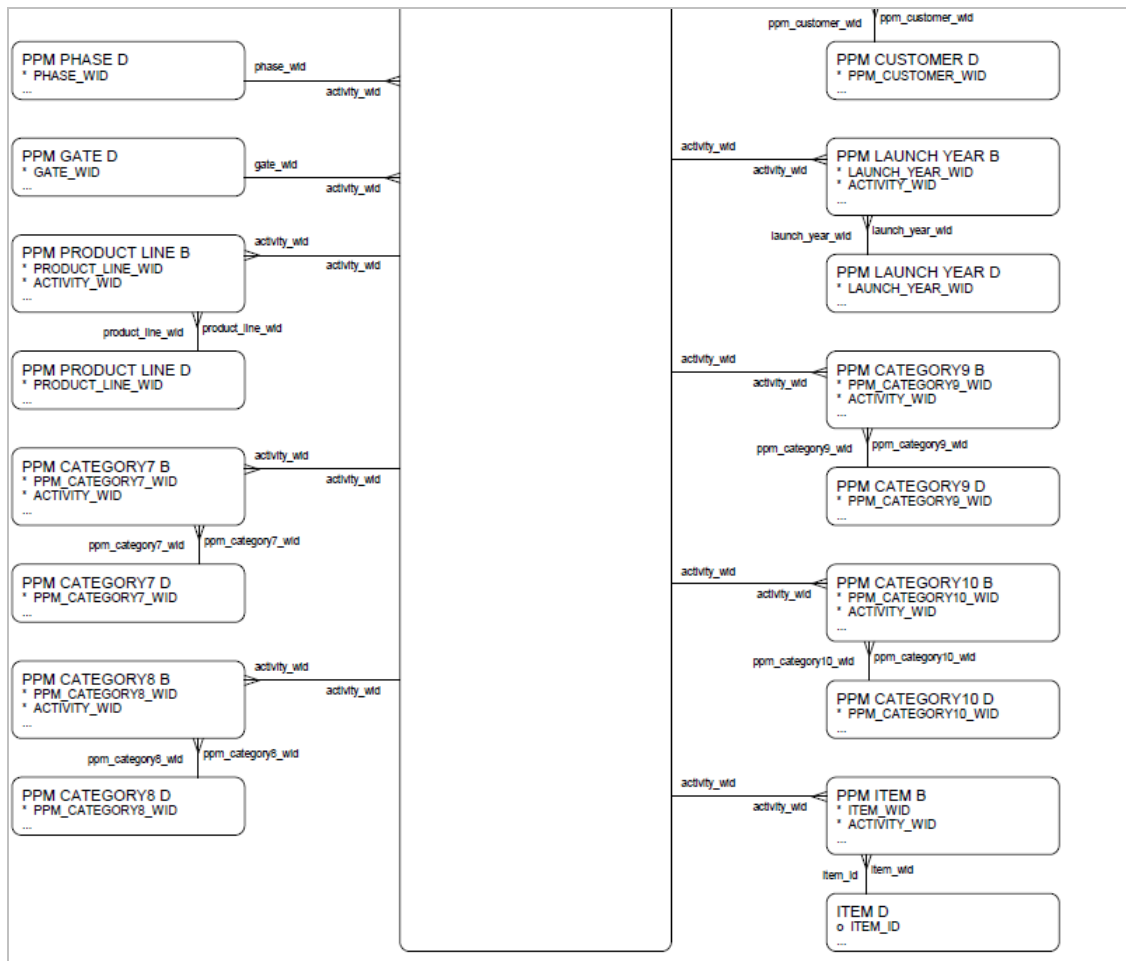 ppm_customer_wid
ppm_customer_wid
PPM PHASE D
* PHASE_WID
...
phase_wid
activity_wid
PPM CUSTOMER D
* PPM_CUSTOMER_WID
...
PPM GATE D
* GATE_WID
...
gate_wid
activity_wid
activity_wid
activity_wid
PPM LAUNCH YEAR B
* LAUNCH_YEAR_WID
* ACTIVITY_WID
...
launch_year_wid
launch_year_wid
PPM LAUNCH YEAR D
* LAUNCH_YEAR_WID
...
PPM PRODUCT LINE B
* PRODUCT_LINE_WID
* ACTIVITY_WID
...
activity_wid
activity_wid
product_line_wid
product_line_wid
PPM PRODUCT LINE D
* PRODUCT_LINE_WID
...
activity_wid
activity_wid
PPM CATEGORY9 B
* PPM_CATEGORY9_WID
* ACTIVITY_WID
...
ppm_category9_wid
ppm_category9_wid
PPM CATEGORY9 D
* PPM_CATEGORY9_WID
...
PPM CATEGORY7 B
* PPM_CATEGORY7_WID
* ACTIVITY_WID
...
activity_wid
activity_wid
ppm_category7_wid
ppm_category7_wid
PPM CATEGORY7 D
* PPM_CATEGORY7_WID
...
activity_wid
activity_wid
PPM CATEGORY10 B
* PPM_CATEGORY10_WID
* ACTIVITY_WID
...
ppm_category10_wid
ppm_category10_wid
PPM CATEGORY10 D
* PPM_CATEGORY10_WID
...
PPM CATEGORY8 B
* PPM_CATEGORY8_WID
* ACTIVITY_WID
...
activity_wid
activity_wid
ppm_category8_wid
ppm_category8_wid
PPM CATEGORY8 D
* PPM_CATEGORY8_WID
...
activity_wid
activity_wid
PPM ITEM B
* ITEM_WID
* ACTIVITY_WID
...
item_id
item_wid
ITEM D
o ITEM_ID
...